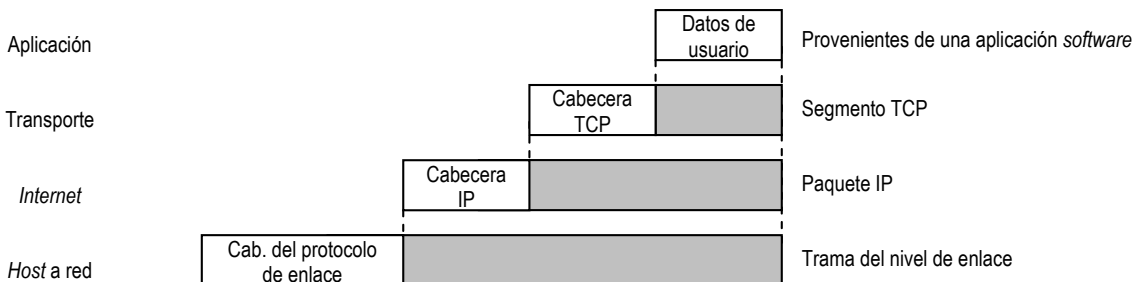 Aplicación
Datos de
usuario
Provenientes de una aplicación software
Transporte
Cabecera
TCP
Segmento TCP
Internet
Cabecera
IP
Paquete IP
Host a red
Cab. del protocolo
de enlace
Trama del nivel de enlace